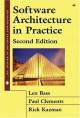 Software
Architecture
in Practice
Second Edition
Len Bass
Paul Clements
Rick Kazman